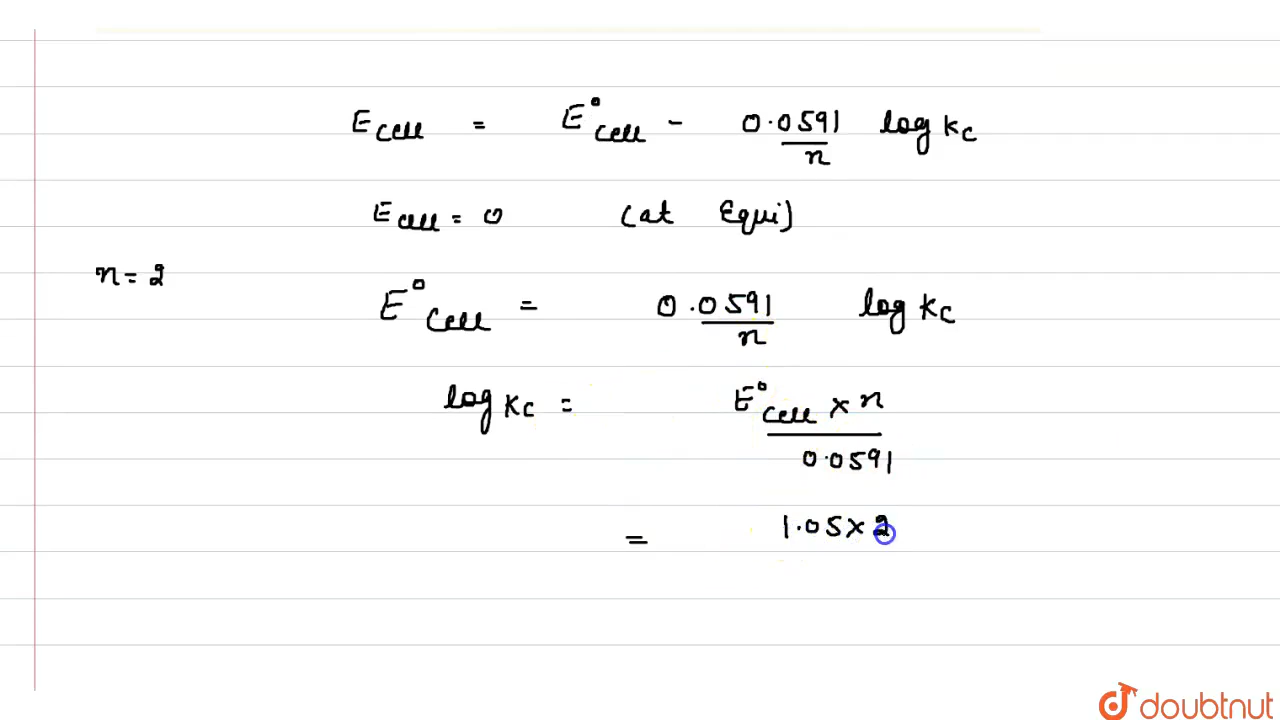 E°cell = E°cell - 0.0591/n log Kc
Ecell = 0 (at Equi)
n = 2
E°cell = 0.0591/n log Kc
log Kc = E°cell × n / 0.0591
= 1.05 × 2
doubtnut